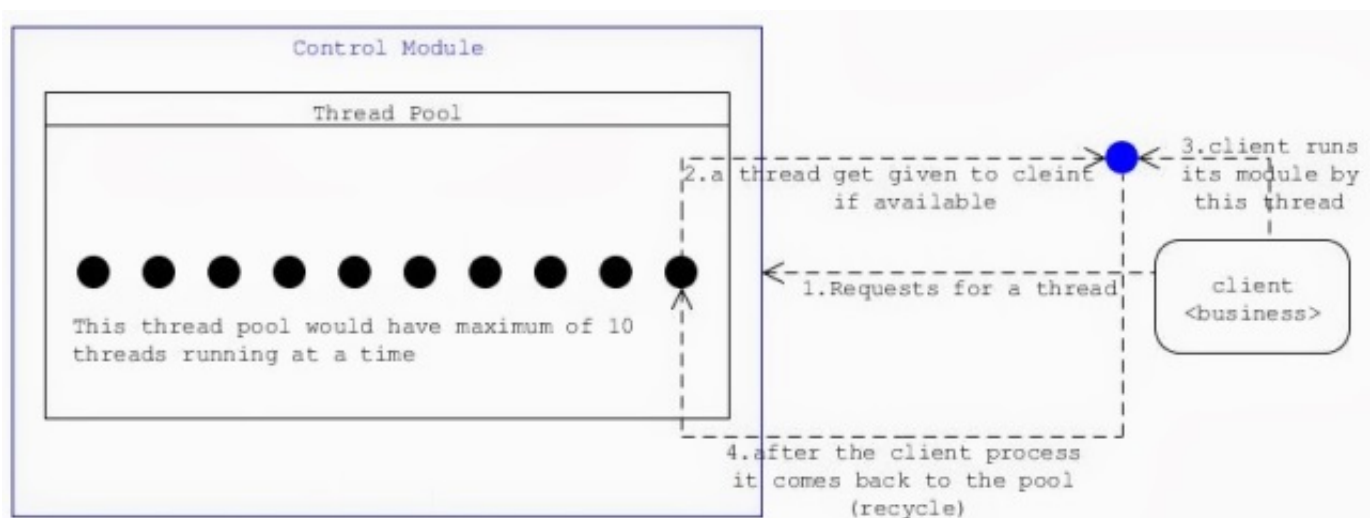 Control Module
Thread Pool
2.a thread get given to cleint
if available
3.client runs
its module by
this thread
1.Requests for a thread
client
<business>
This thread pool would have maximum of 10
threads running at a time
4.after the client process
it comes back to the pool
(recycle)